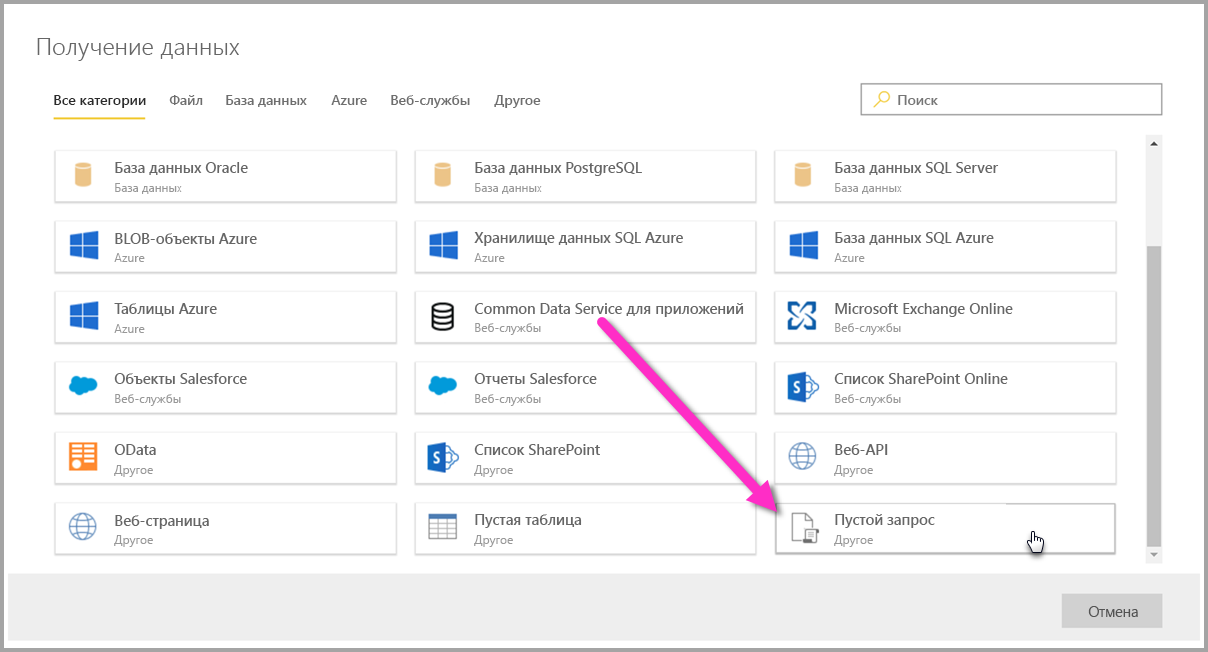 Получение данных
Все категории Файл База данных Azure Веб-службы Другое
Поиск
База данных Oracle
База данных
База данных PostgreSQL
База данных
База данных SQL Server
База данных
BLOB-объекты Azure
Azure
Хранилище данных SQL Azure
Azure
База данных SQL Azure
Azure
Таблицы Azure
Azure
Common Data Service для приложений
Веб-службы
Microsoft Exchange Online
Веб-службы
Объекты Salesforce
Веб-службы
Отчеты Salesforce
Веб-службы
Список SharePoint Online
Веб-службы
OData
Другое
Список SharePoint
Другое
Веб-API
Другое
Веб-страница
Другое
Пустая таблица
Другое
Пустой запрос
Другое
Отмена